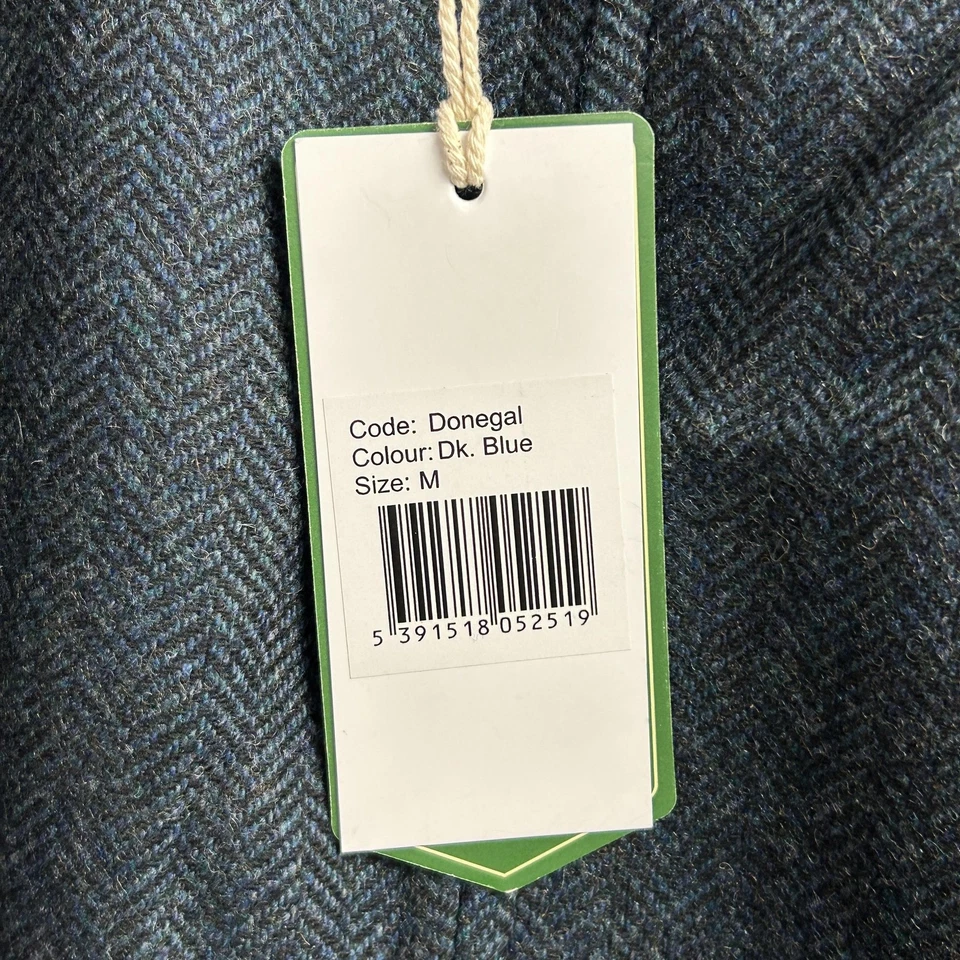 Code: Donegal
Colour: Dk. Blue
Size: M
5 391518 052519